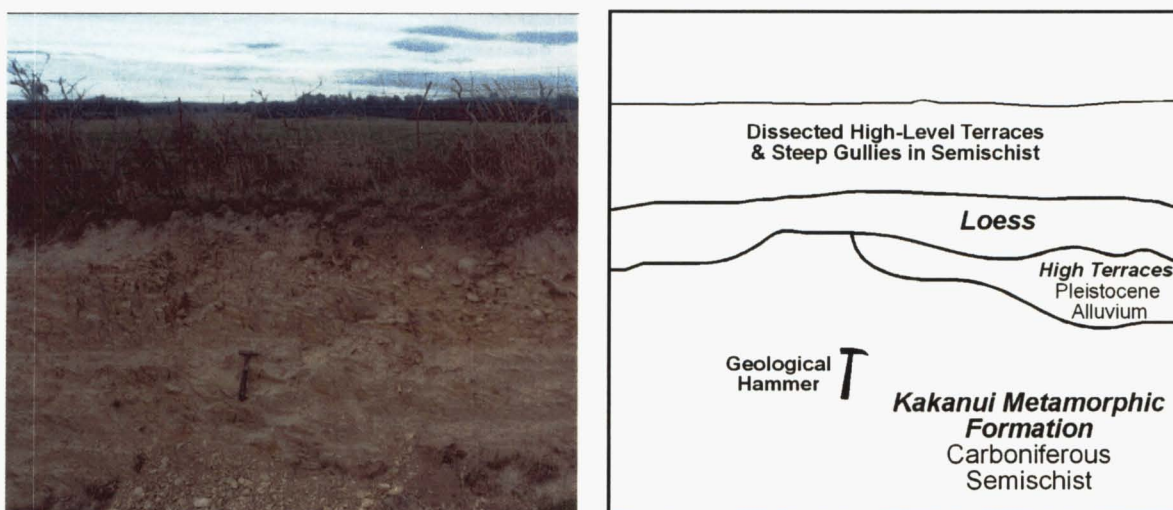 Dissected High-Level Terraces
& Steep Gullies in Semischist
Loess
High Terraces
Pleistocene
Alluvium
Geological
Hammer
Kakanui Metamorphic
Formation
Carboniferous
Semischist